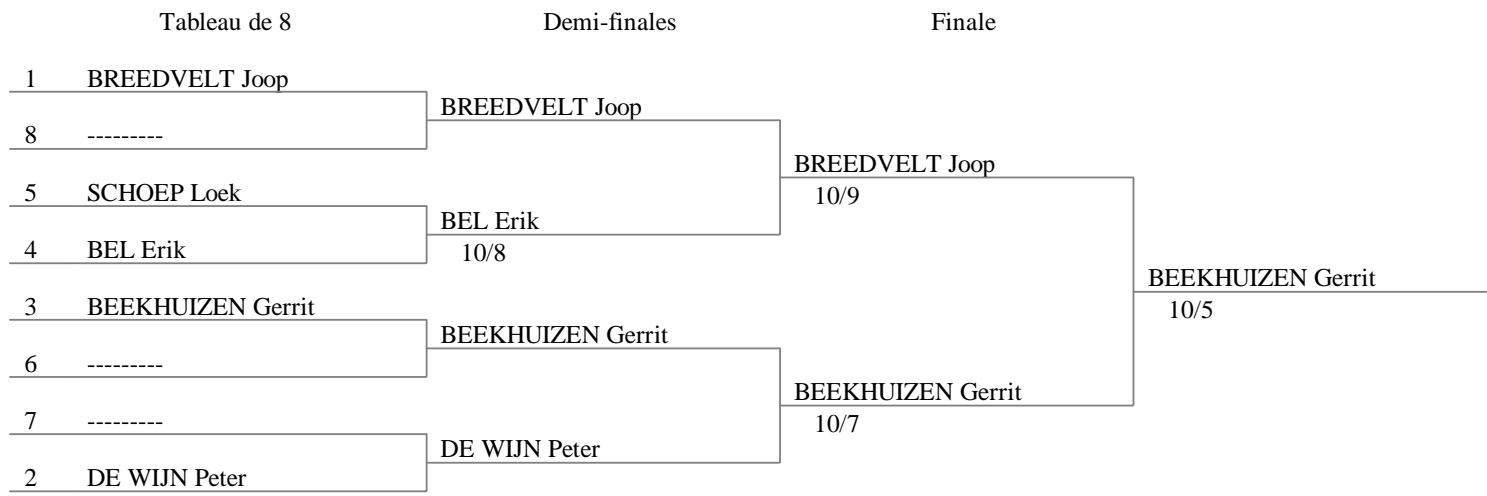 Tableau de 8 Demi-finales Finale
1 BREEDVELT Joop
BREEDVELT Joop
8 ---------
BREEDVELT Joop
10/9
5 SCHOEP Loek
BEL Erik
10/8
4 BEL Erik
BEEKHUIZEN Gerrit
10/5
3 BEEKHUIZEN Gerrit
BEEKHUIZEN Gerrit
6 ---------
BEEKHUIZEN Gerrit
10/7
7 ---------
DE WIJN Peter
2 DE WIJN Peter